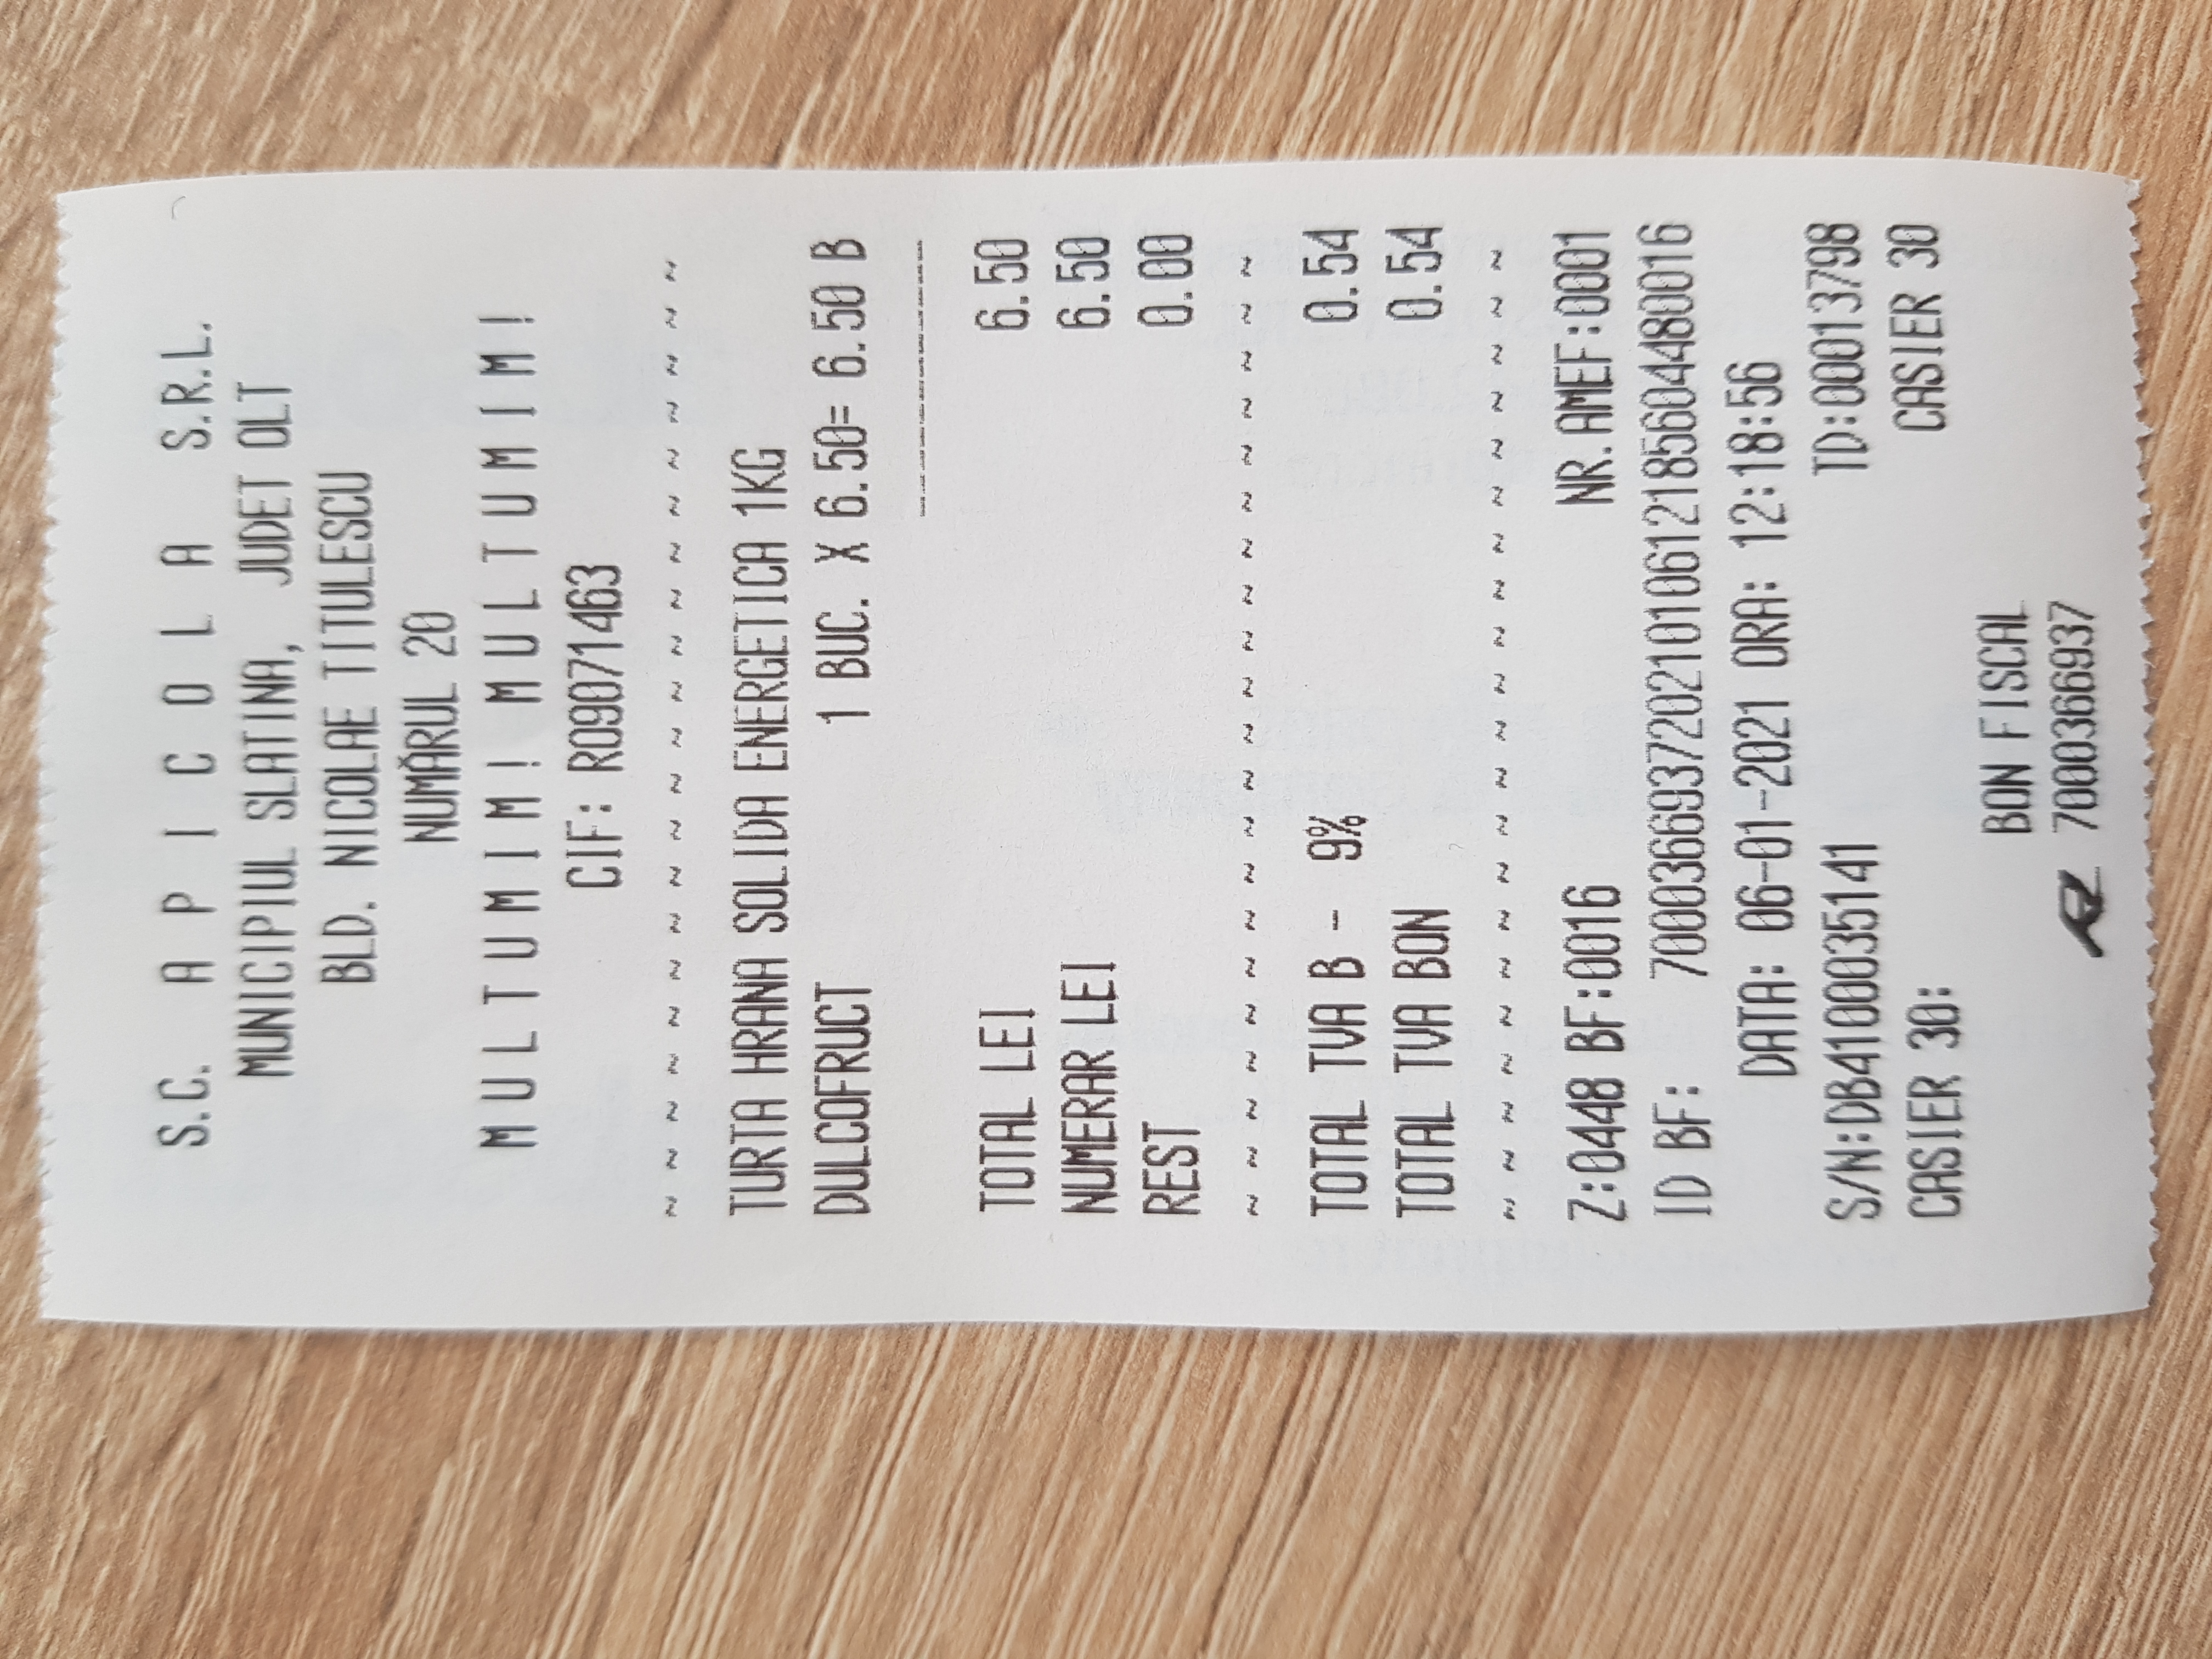 S.C. A P I C O L A S.R.L.
MUNICIPIUL SLATINA, JUDET OLT
BLD. NICOLAE TITULESCU
NUMĂRUL 20
M U L T U M I M ! M U L T U M I M !
CIF: RO9071463
~ ~ ~ ~ ~ ~ ~ ~ ~ ~ ~ ~ ~ ~ ~ ~ ~ ~ ~ ~ ~
TURTA HRANA SOLIDA ENERGETICA 1KG
DULCOFRUCT 1 BUC. X 6.50= 6.50 B
TOTAL LEI 6.50
NUMERAR LEI 6.50
REST 0.00
~ ~ ~ ~ ~ ~ ~ ~ ~ ~ ~ ~ ~ ~ ~ ~ ~ ~ ~ ~ ~
TOTAL TVA B - 9% 0.54
TOTAL TVA BON 0.54
~ ~ ~ ~ ~ ~ ~ ~ ~ ~ ~ ~ ~ ~ ~ ~ ~ ~ ~ ~ ~
Z:0448 BF:0016 NR.AMEF:0001
ID BF: 70003669372021010612185604480016
DATA: 06-01-2021 ORA: 12:18:56
S/N:DB4100035141 TD:00013798
CASIER 30: CASIER 30
BON FISCAL
7000366937